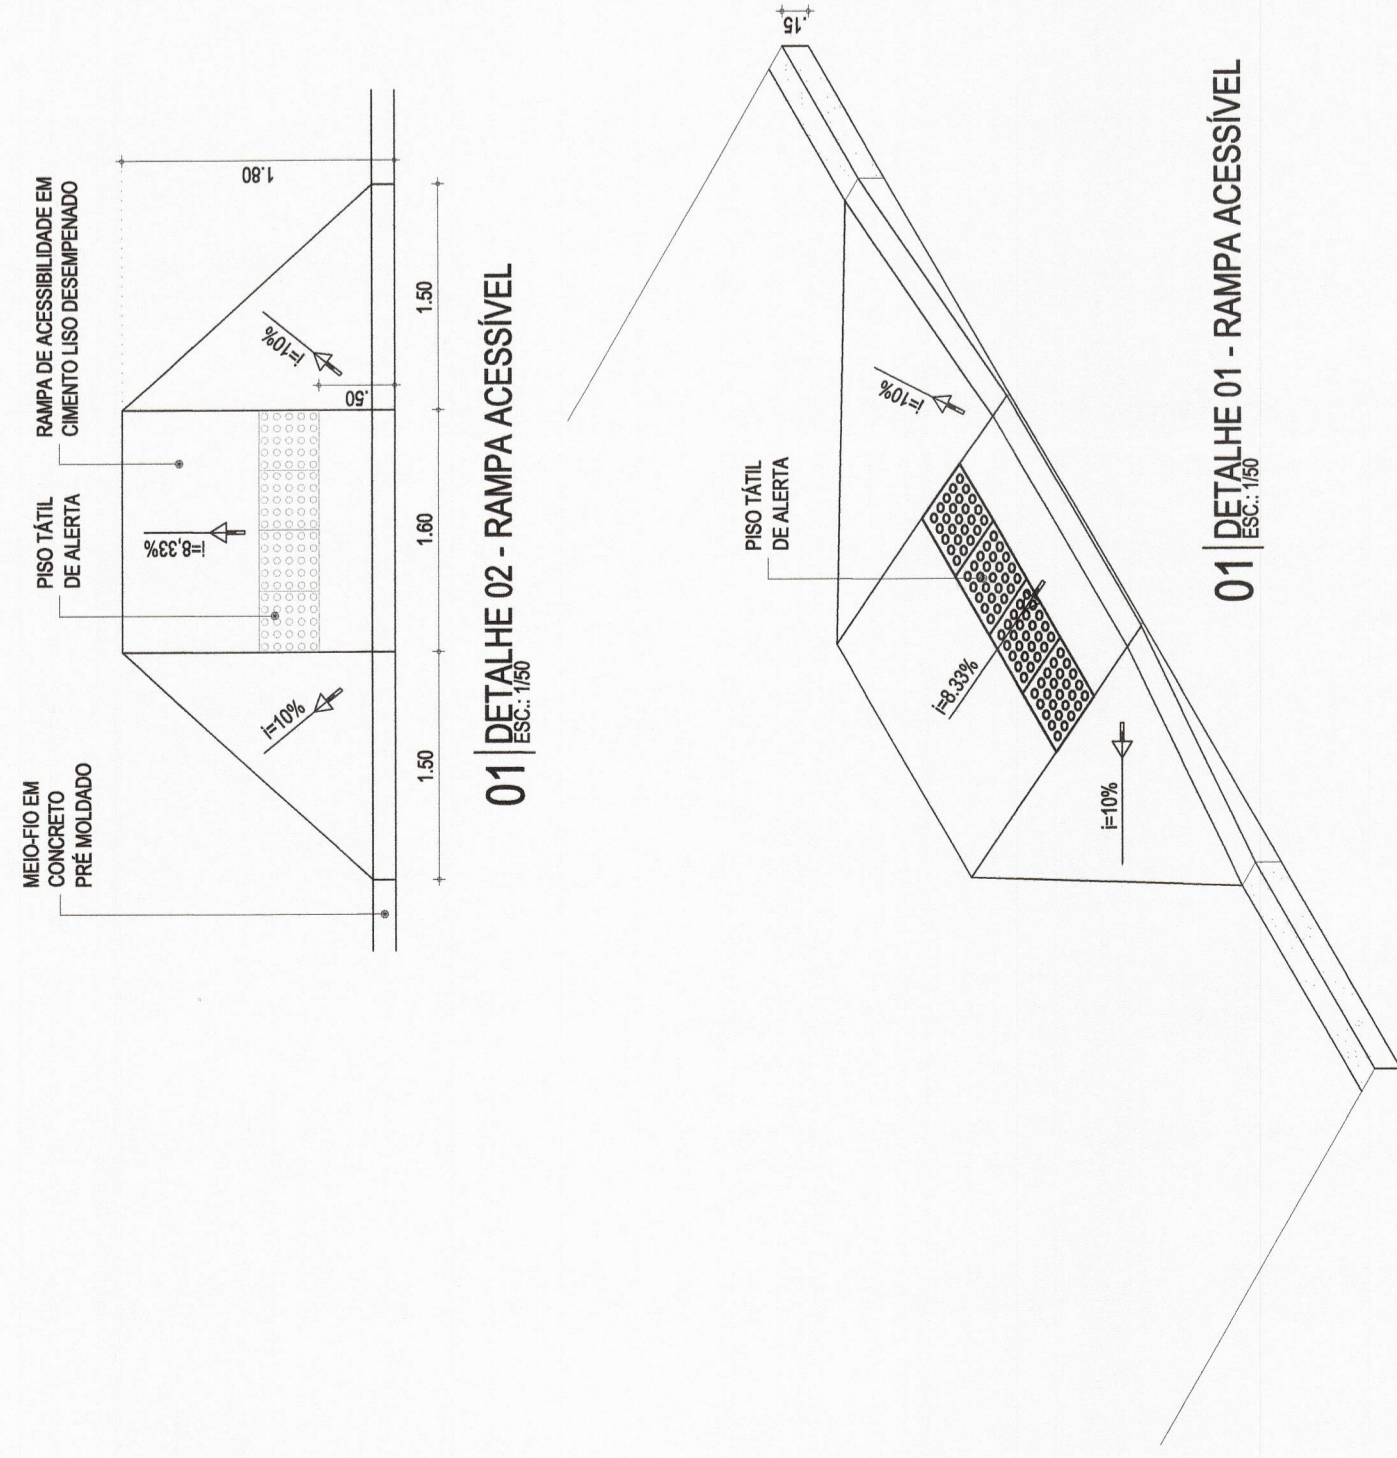 MEIO-FIO EM
CONCRETO
PRÉ MOLDADO
PISO TÁTIL
DE ALERTA
RAMPA DE ACESSIBILIDADE EM
CIMENTO LISO DESEMPENADO
i=10%
i=8,33%
i=10%
.50
1.80
1.50
1.60
1.50
01 DETALHE 02 - RAMPA ACESSÍVEL
ESC.: 1/50
PISO TÁTIL
DE ALERTA
.15
i=10%
i=8.33%
i=10%
01 DETALHE 01 - RAMPA ACESSÍVEL
ESC.: 1/50